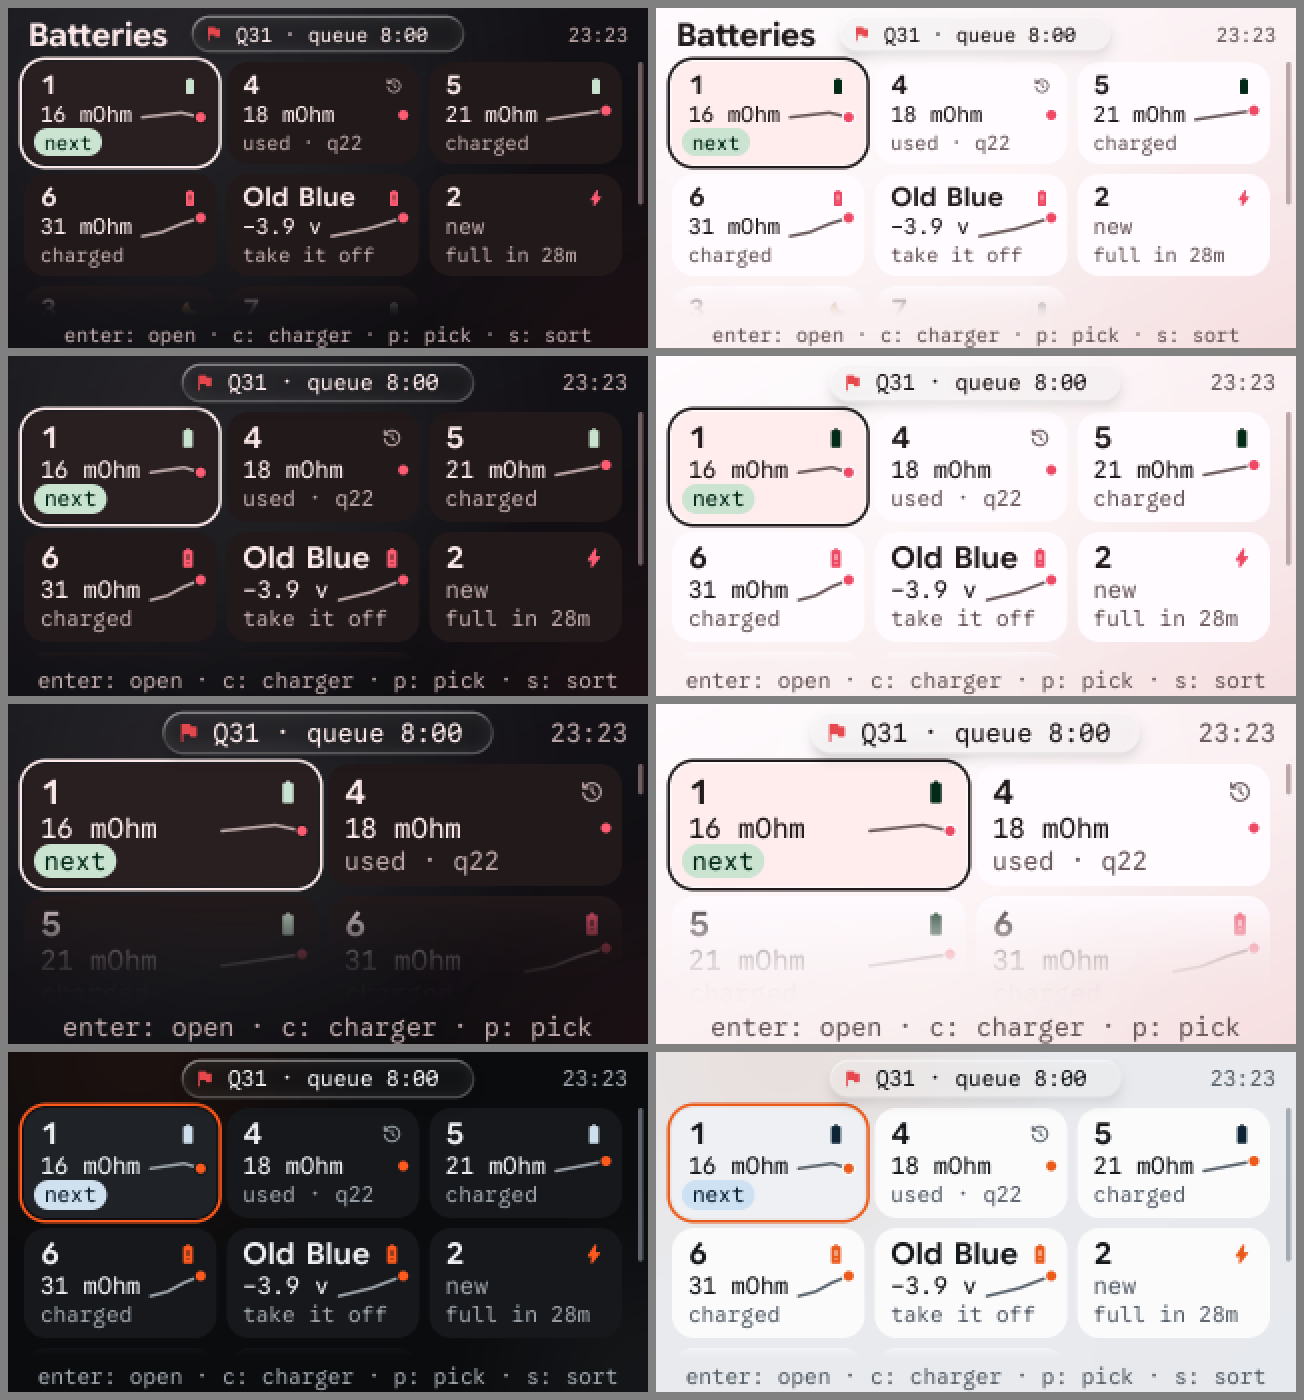 Batteries
Q31 · queue 8:00
23:23
1
16 mOhm
next
4
18 mOhm
used · q22
5
21 mOhm
charged
6
31 mOhm
charged
Old Blue
-3.9 v
take it off
2
new
full in 28m
3
7
enter: open · c: charger · p: pick · s: sort
Batteries
Q31 · queue 8:00
23:23
1
16 mOhm
next
4
18 mOhm
used · q22
5
21 mOhm
charged
6
31 mOhm
charged
Old Blue
-3.9 v
take it off
2
new
full in 28m
3
7
enter: open · c: charger · p: pick · s: sort
Q31 · queue 8:00
23:23
1
16 mOhm
next
4
18 mOhm
used · q22
5
21 mOhm
charged
6
31 mOhm
charged
Old Blue
-3.9 v
take it off
2
new
full in 28m
enter: open · c: charger · p: pick · s: sort
Q31 · queue 8:00
23:23
1
16 mOhm
next
4
18 mOhm
used · q22
5
21 mOhm
charged
6
31 mOhm
charged
Old Blue
-3.9 v
take it off
2
new
full in 28m
enter: open · c: charger · p: pick · s: sort
Q31 · queue 8:00
23:23
1
16 mOhm
next
4
18 mOhm
used · q22
5
21 mOhm
6
31 mOhm
enter: open · c: charger · p: pick
Q31 · queue 8:00
23:23
1
16 mOhm
next
4
18 mOhm
used · q22
5
21 mOhm
6
31 mOhm
enter: open · c: charger · p: pick
Q31 · queue 8:00
23:23
1
16 mOhm
next
4
18 mOhm
used · q22
5
21 mOhm
charged
6
31 mOhm
charged
Old Blue
-3.9 v
take it off
2
new
full in 28m
enter: open · c: charger · p: pick · s: sort
Q31 · queue 8:00
23:23
1
16 mOhm
next
4
18 mOhm
used · q22
5
21 mOhm
charged
6
31 mOhm
charged
Old Blue
-3.9 v
take it off
2
new
full in 28m
enter: open · c: charger · p: pick · s: sort